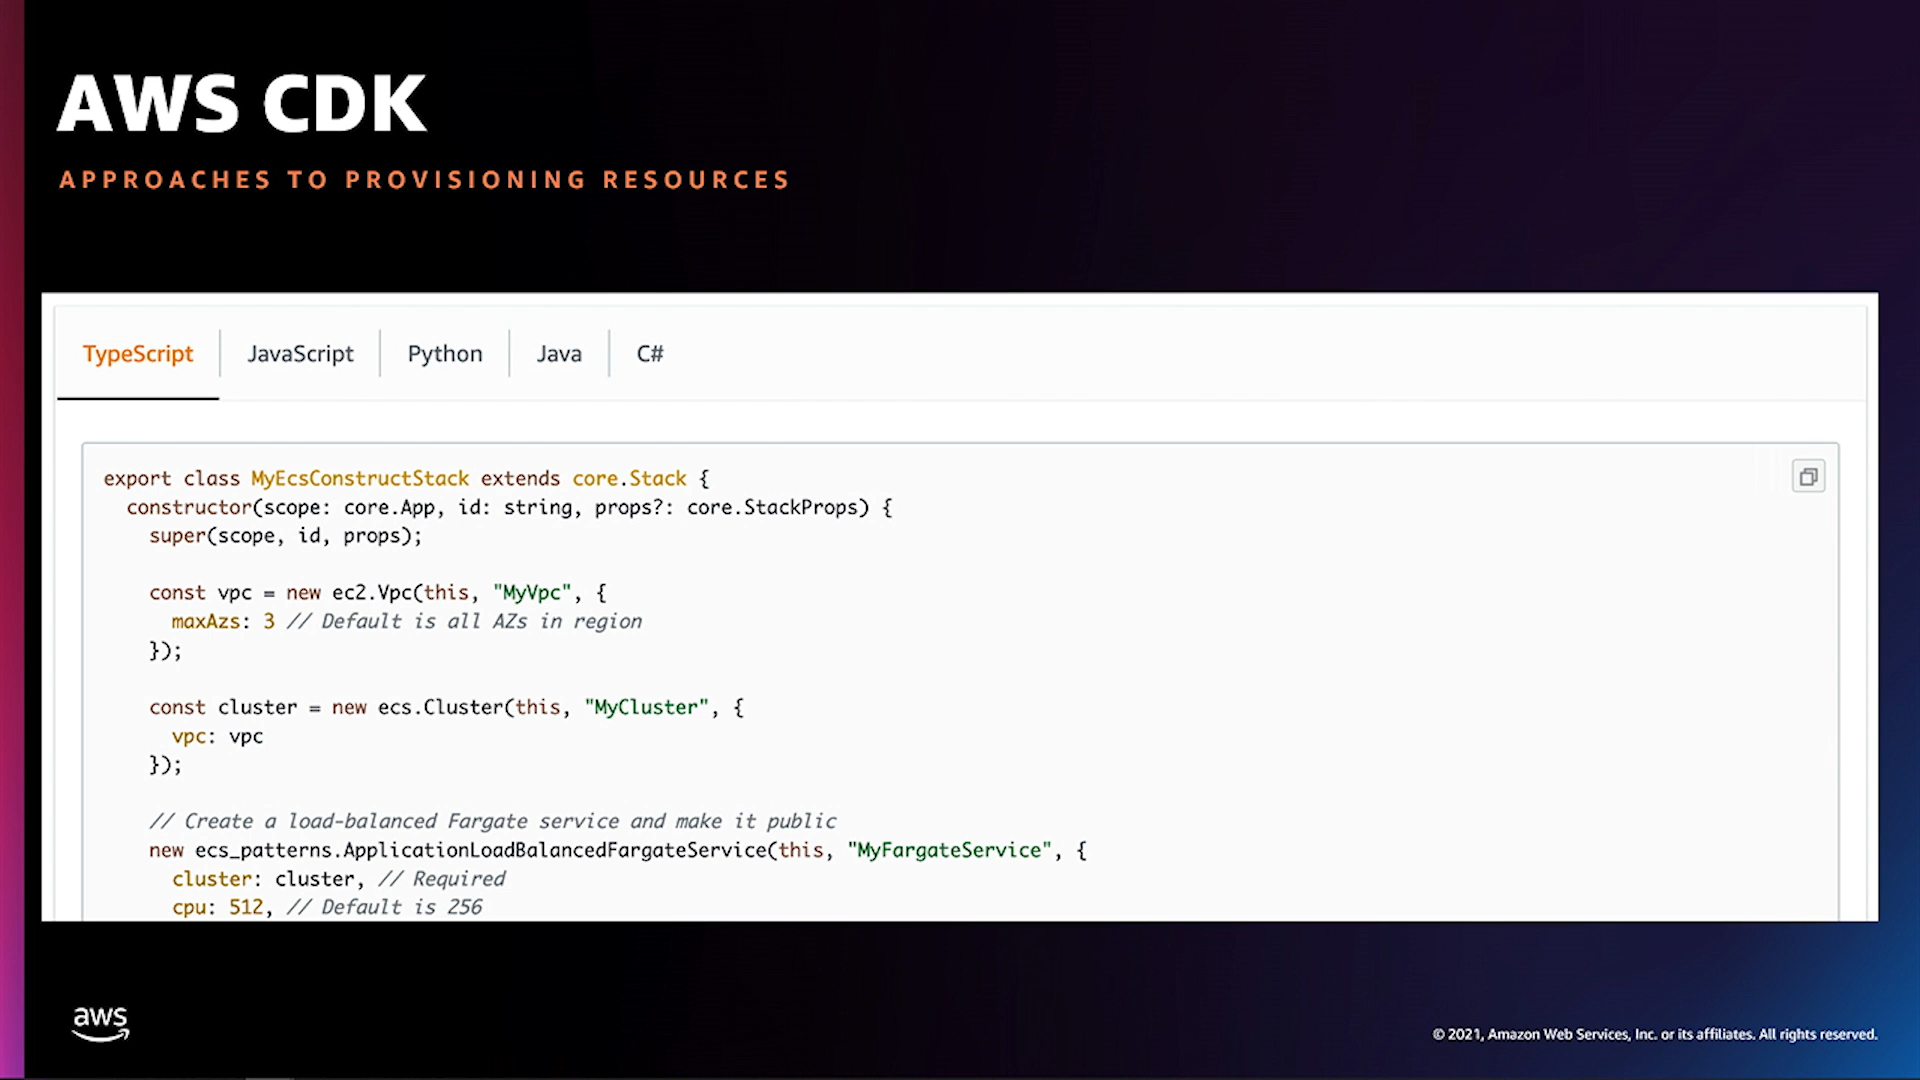 AWS CDK
APPROACHES TO PROVISIONING RESOURCES
TypeScript JavaScript Python Java C#
export class MyEcsConstructStack extends core.Stack {
  constructor(scope: core.App, id: string, props?: core.StackProps) {
    super(scope, id, props);
    const vpc = new ec2.Vpc(this, "MyVpc", {
      maxAzs: 3 // Default is all AZs in region
    });
    const cluster = new ecs.Cluster(this, "MyCluster", {
      vpc: vpc
    });
    // Create a load-balanced Fargate service and make it public
    new ecs_patterns.ApplicationLoadBalancedFargateService(this, "MyFargateService", {
      cluster: cluster, // Required
      cpu: 512, // Default is 256
aws
© 2021, Amazon Web Services, Inc. or its affiliates. All rights reserved.